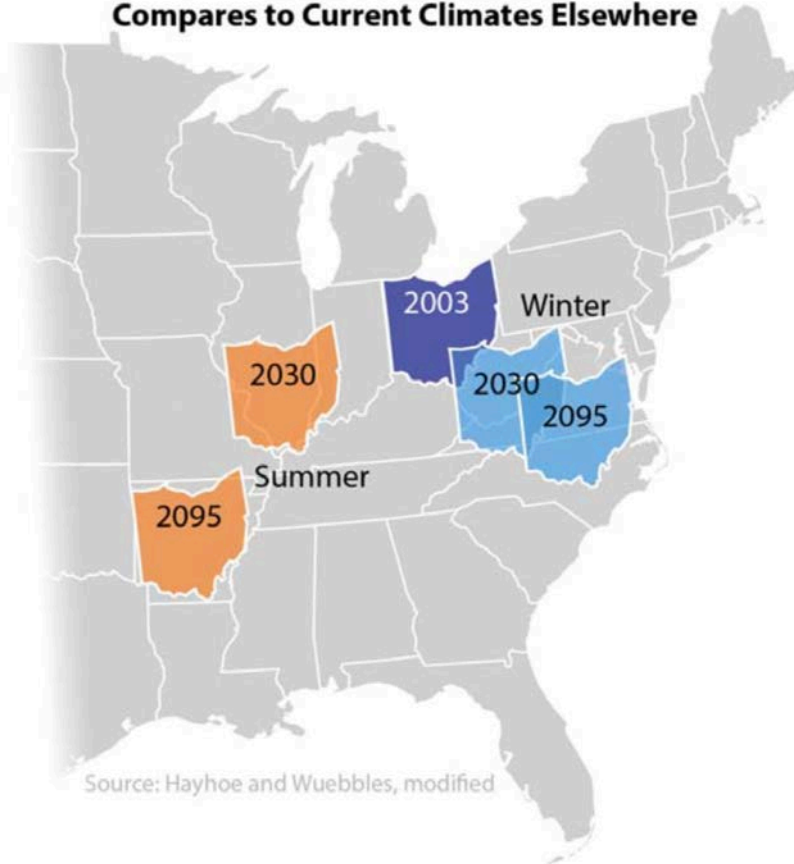 Compares to Current Climates Elsewhere
2003
Winter
2030
2030
2095
Summer
2095
Source: Hayhoe and Wuebbles, modified